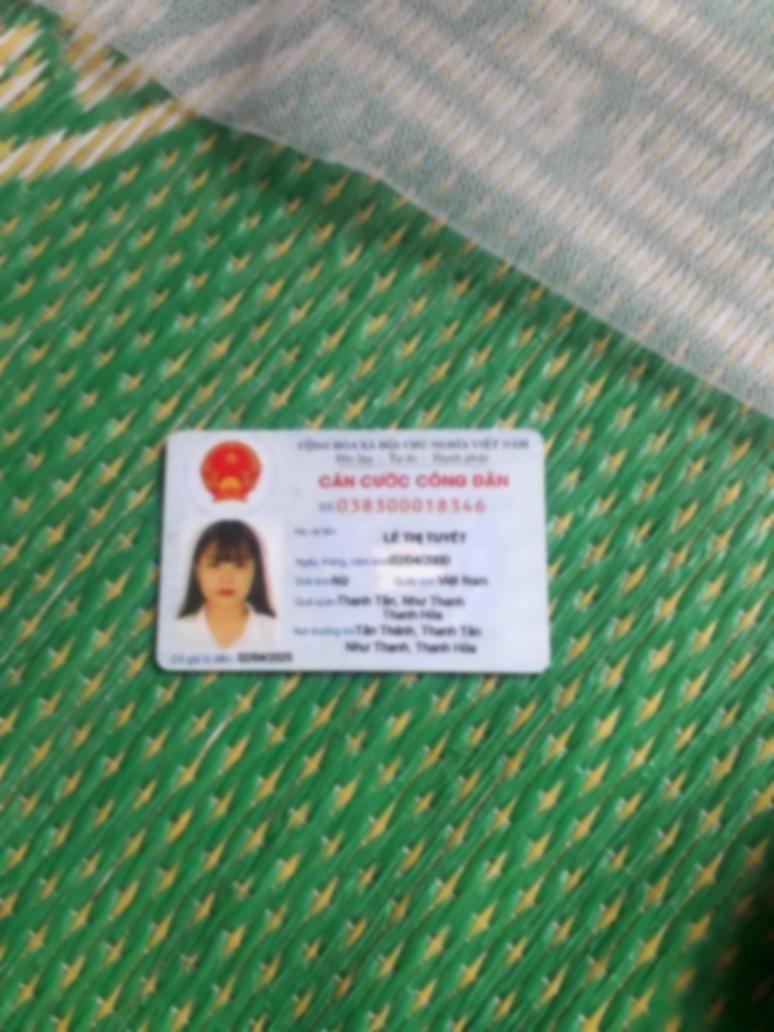 CỘNG HÒA XÃ HỘI CHỦ NGHĨA VIỆT NAM
Độc lập - Tự do - Hạnh phúc
CĂN CƯỚC CÔNG DÂN
Số 038300018346
Họ và tên
LÊ THỊ TUYẾT
Ngày, tháng, năm sinh 02/04/2000
Giới tính Nữ Quốc tịch Việt Nam
Quê quán Thanh Tân, Như Thanh
Thanh Hóa
Nơi thường trú Tân Thành, Thanh Tân
Như Thanh, Thanh Hóa
Có giá trị đến 02/04/2025